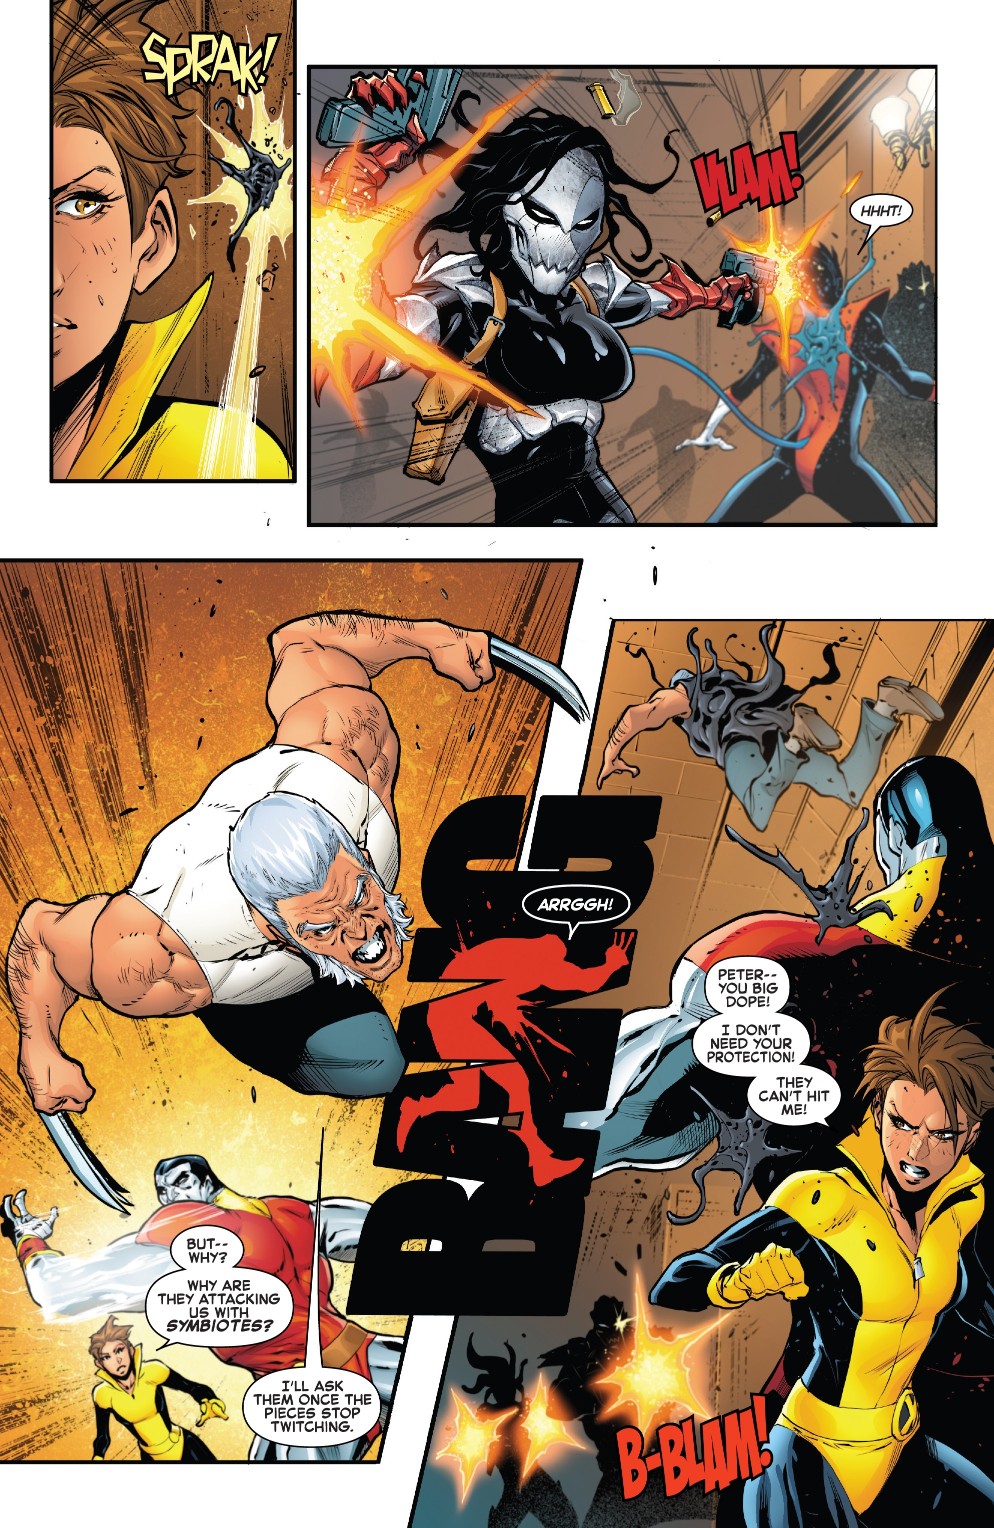 SPRAK!
VLAM!
HHHT!
BUT--
WHY?
WHY ARE
THEY ATTACKING
US WITH
SYMBIOTES?
I'LL ASK
THEM ONCE THE
PIECES STOP
TWITCHING.
BANG
ARRGGH!
PETER--
YOU BIG
DOPE!
I DON'T
NEED YOUR
PROTECTION!
THEY
CAN'T HIT
ME!
B-BLAM!